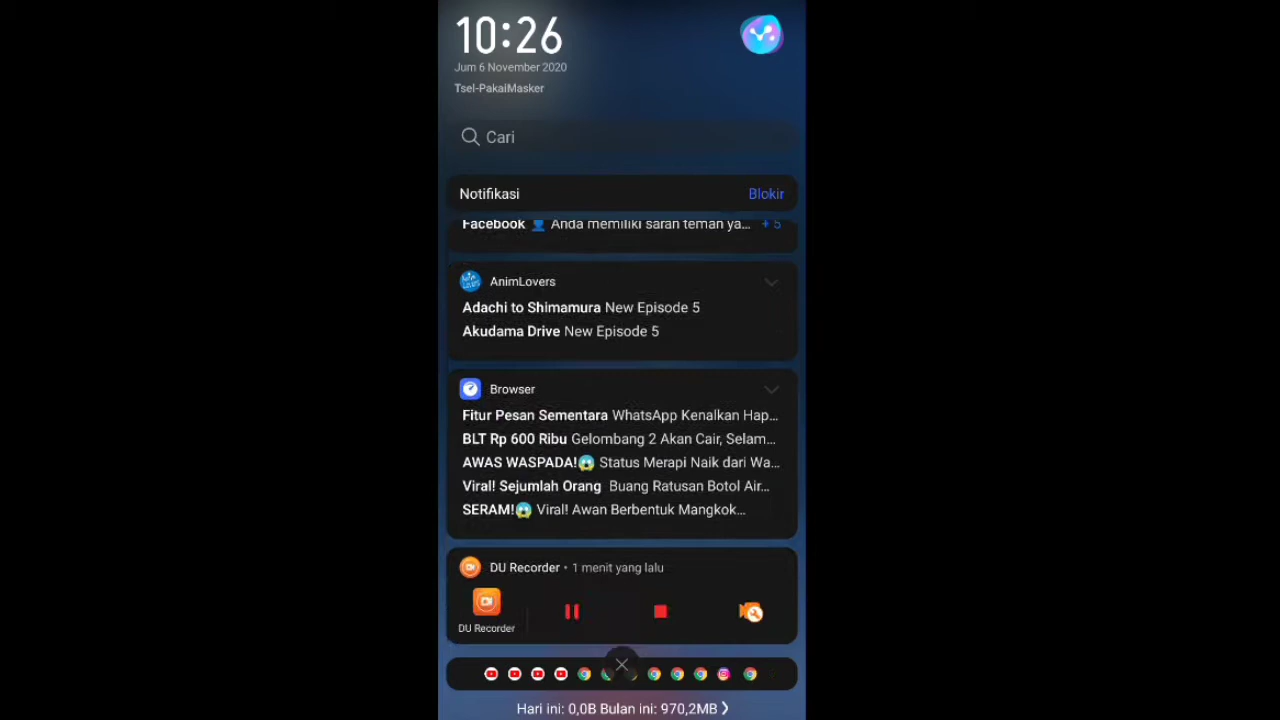 10:26
Jum 6 November 2020
Tsel-PakaiMasker
Cari
Notifikasi Blokir
Facebook 👤 Anda memiliki saran teman ya... + 5
AnimLovers
Adachi to Shimamura New Episode 5
Akudama Drive New Episode 5
Browser
Fitur Pesan Sementara WhatsApp Kenalkan Hap...
BLT Rp 600 Ribu Gelombang 2 Akan Cair, Selam...
AWAS WASPADA!😱 Status Merapi Naik dari Wa...
Viral! Sejumlah Orang Buang Ratusan Botol Air...
SERAM!😱 Viral! Awan Berbentuk Mangkok...
DU Recorder • 1 menit yang lalu
DU Recorder
Hari ini: 0,0B Bulan ini: 970,2MB ❯